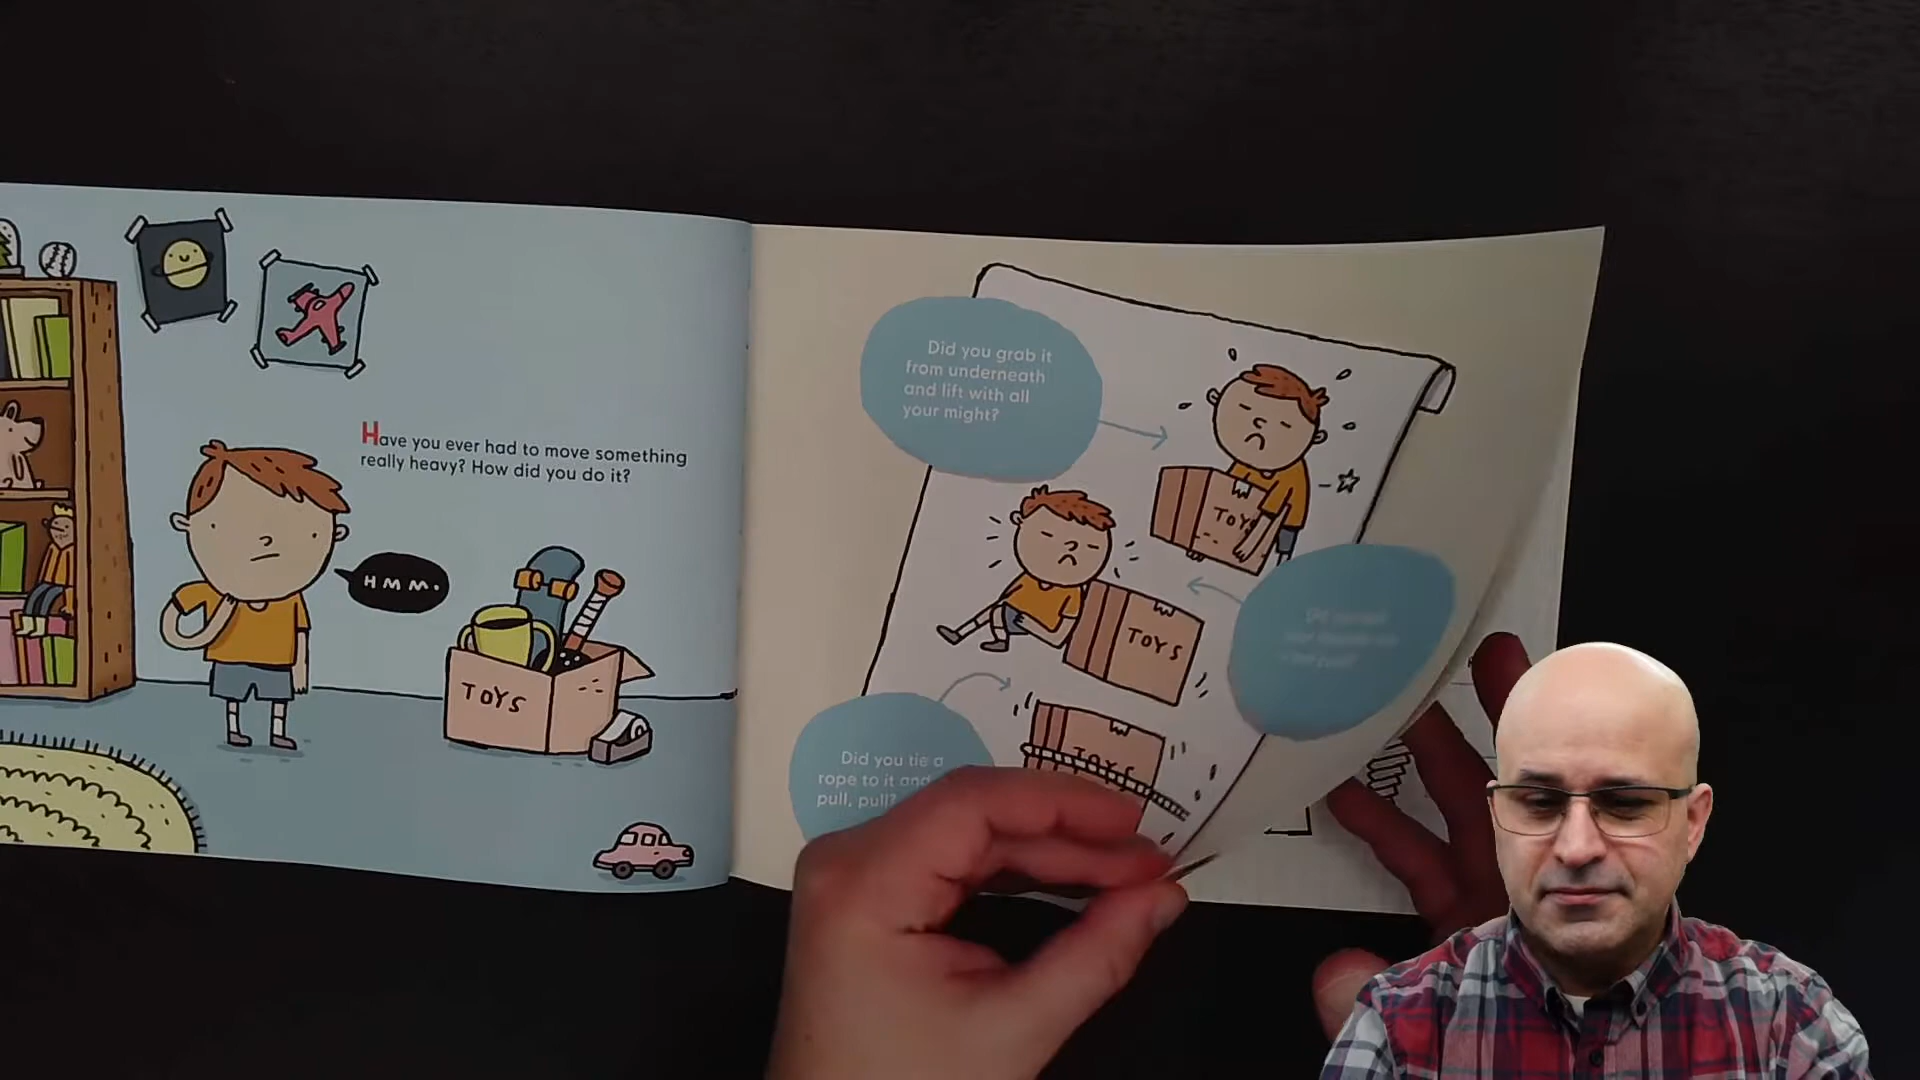 Have you ever had to move something
really heavy? How did you do it?
HMM.
TOYS
Did you grab it
from underneath
and lift with all
your might?
TOYS
TOYS
Did you tie a
rope to it and
pull, pull?
TOYS